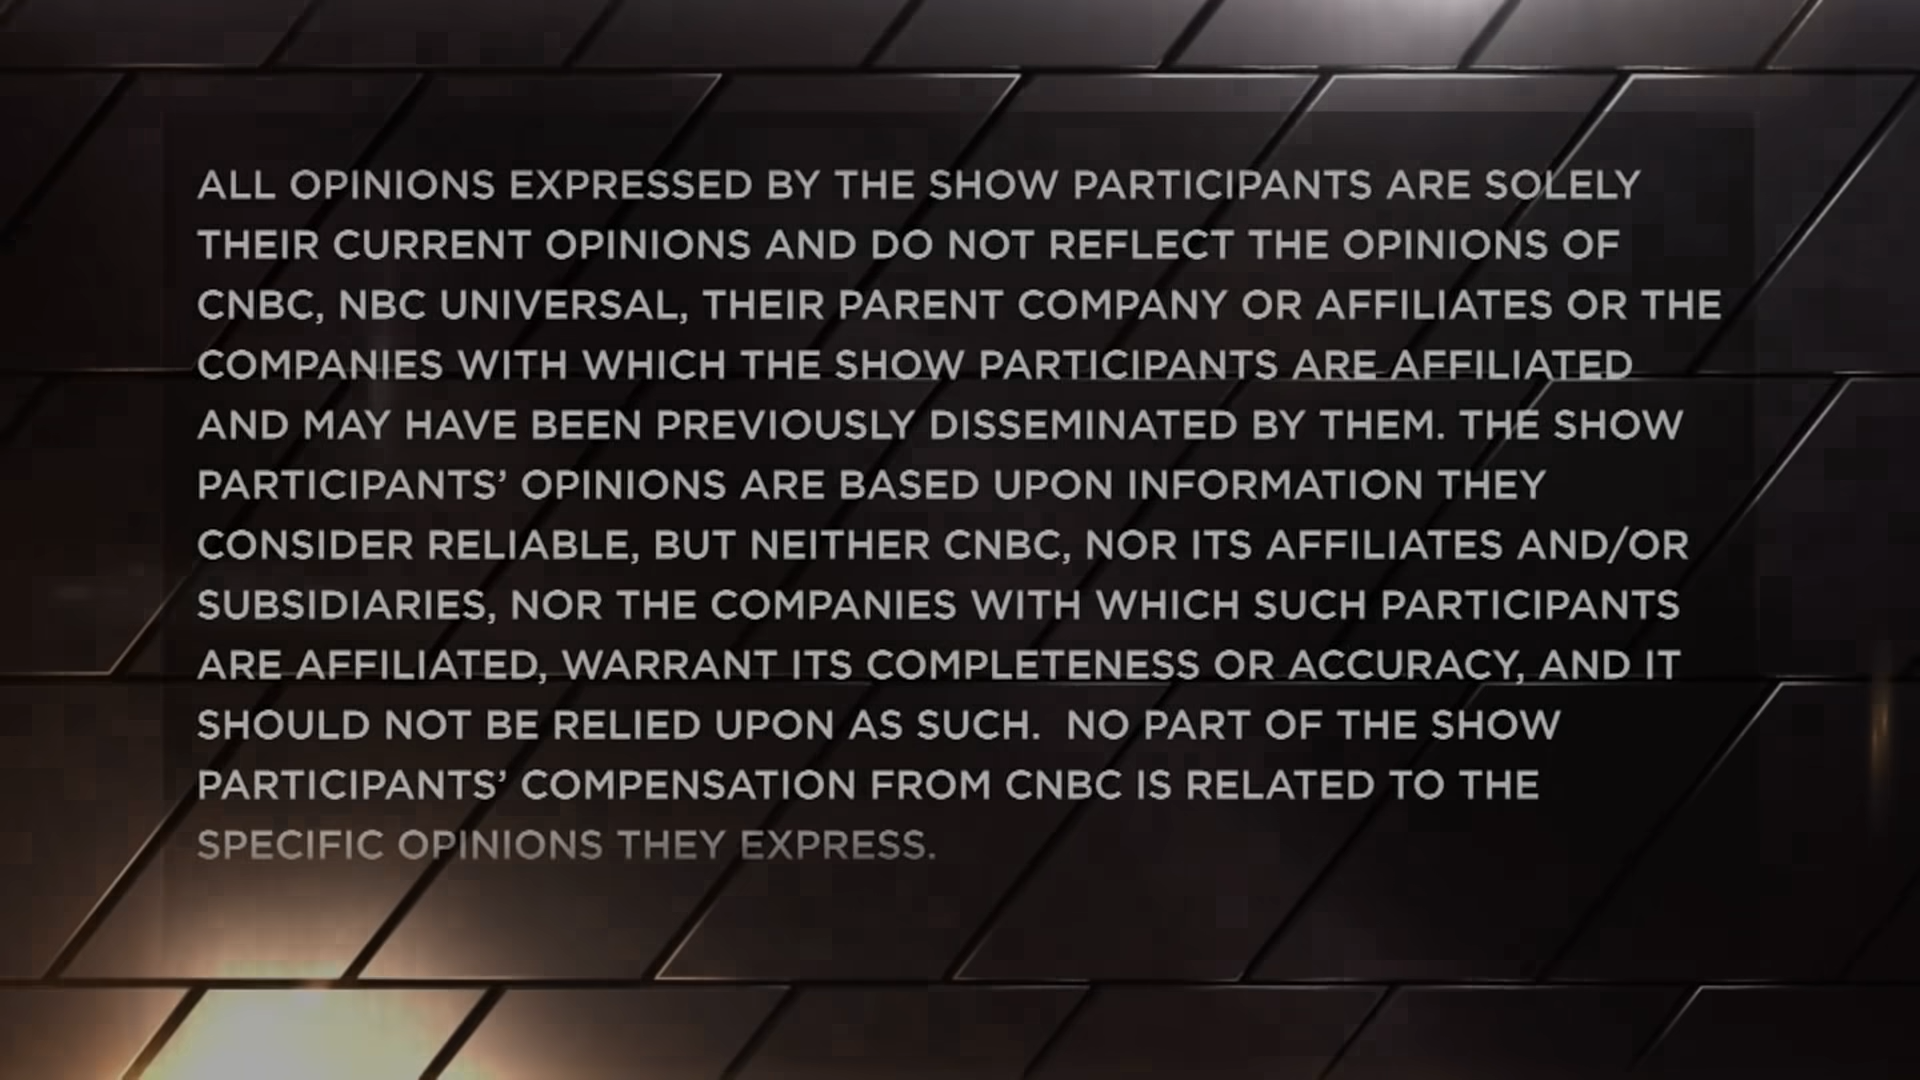 ALL OPINIONS EXPRESSED BY THE SHOW PARTICIPANTS ARE SOLELY
THEIR CURRENT OPINIONS AND DO NOT REFLECT THE OPINIONS OF
CNBC, NBC UNIVERSAL, THEIR PARENT COMPANY OR AFFILIATES OR THE
COMPANIES WITH WHICH THE SHOW PARTICIPANTS ARE AFFILIATED
AND MAY HAVE BEEN PREVIOUSLY DISSEMINATED BY THEM. THE SHOW
PARTICIPANTS’ OPINIONS ARE BASED UPON INFORMATION THEY
CONSIDER RELIABLE, BUT NEITHER CNBC, NOR ITS AFFILIATES AND/OR
SUBSIDIARIES, NOR THE COMPANIES WITH WHICH SUCH PARTICIPANTS
ARE AFFILIATED, WARRANT ITS COMPLETENESS OR ACCURACY, AND IT
SHOULD NOT BE RELIED UPON AS SUCH.  NO PART OF THE SHOW
PARTICIPANTS’ COMPENSATION FROM CNBC IS RELATED TO THE
SPECIFIC OPINIONS THEY EXPRESS.